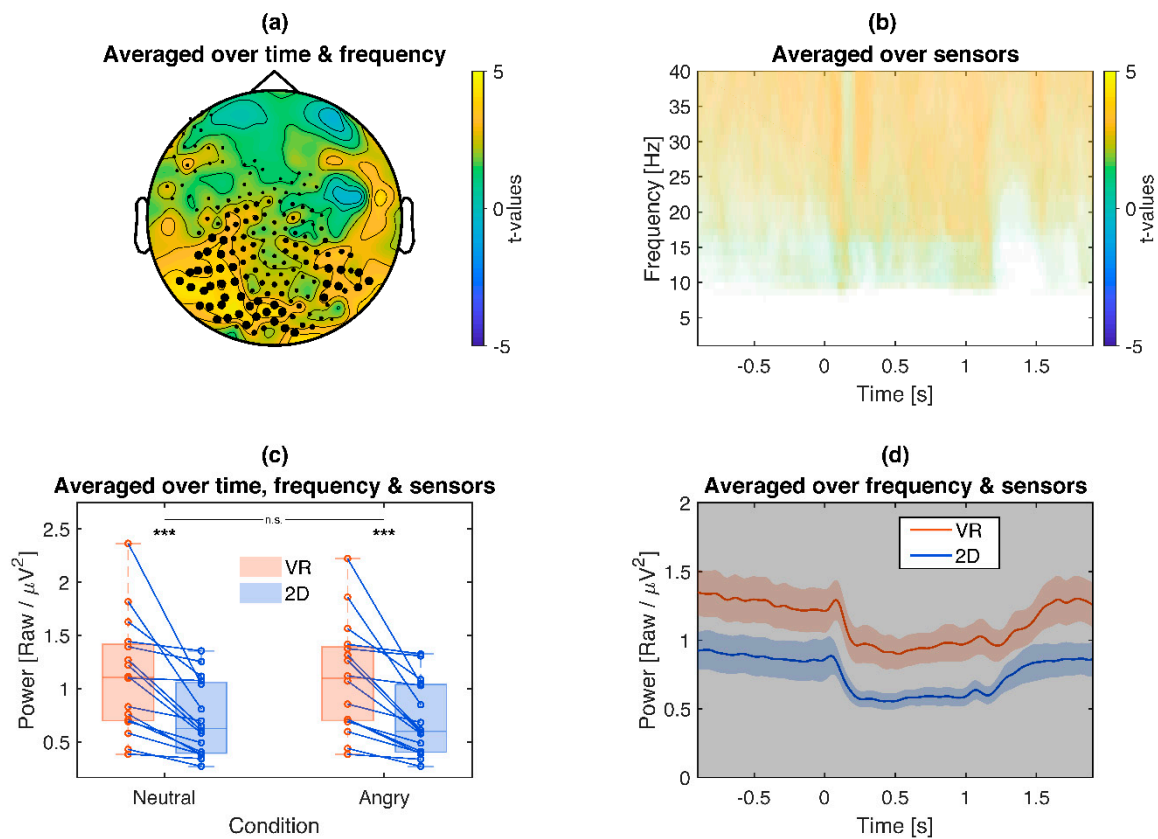 (a)
Averaged over time & frequency
5
0
-5
t-values
(b)
Averaged over sensors
40
35
30
25
20
15
10
5
Frequency [Hz]
-0.5
0
0.5
1
1.5
Time [s]
5
0
-5
t-values
(c)
Averaged over time, frequency & sensors
2.5
2
1.5
1
0.5
Power [Raw / μV²]
n.s.
***
***
VR
2D
Neutral
Angry
Condition
(d)
Averaged over frequency & sensors
2
1.5
1
0.5
0
Power [Raw / μV²]
VR
2D
-0.5
0
0.5
1
1.5
Time [s]